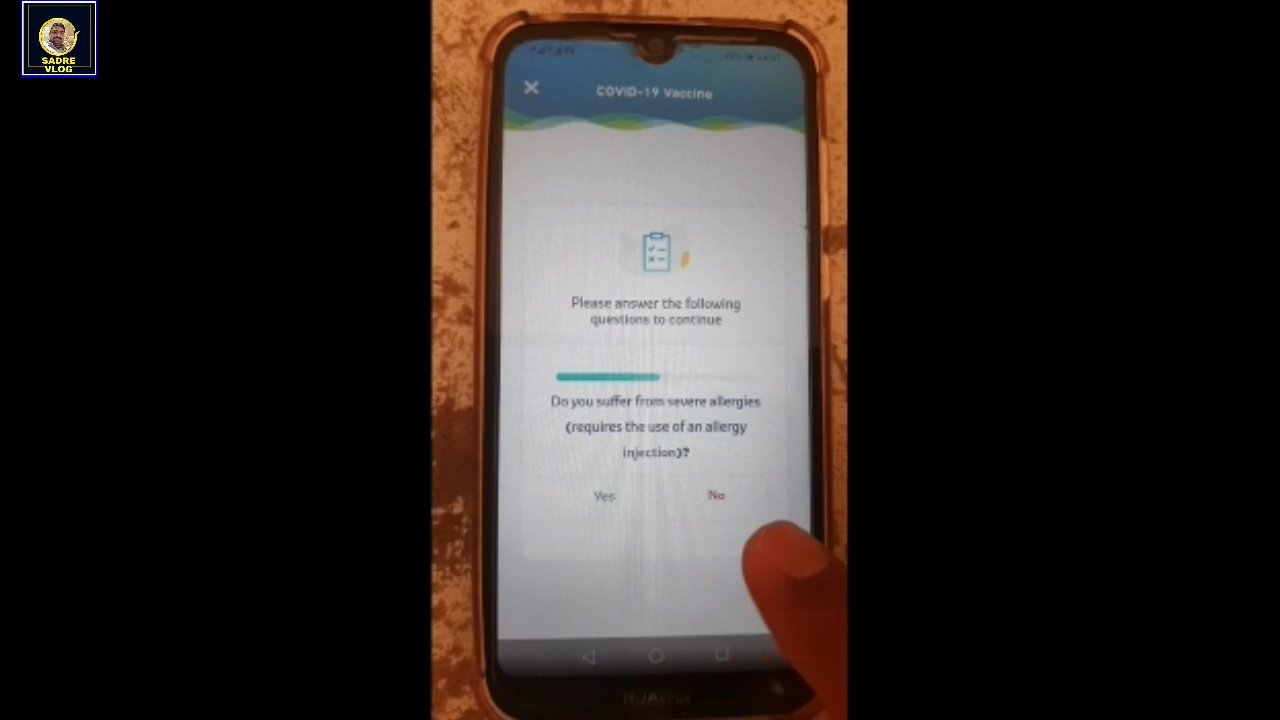 SADRE
VLOG
COVID-19 Vaccine
Please answer the following
questions to continue
Do you suffer from severe allergies
(requires the use of an allergy
injection)?
Yes
No
HUAWEI